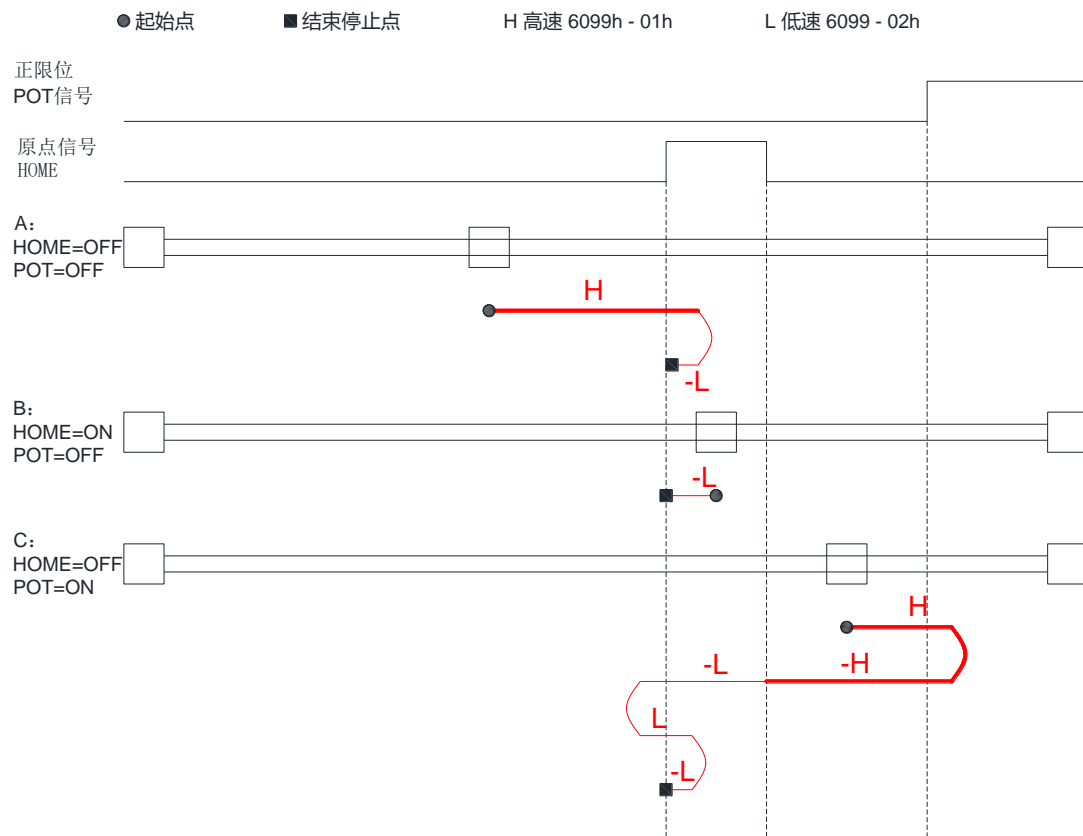 起始点
结束停止点
H 高速 6099h - 01h
L 低速 6099 - 02h
正限位
POT信号
原点信号
HOME
A：
HOME=OFF
POT=OFF
H
-L
B：
HOME=ON
POT=OFF
-L
C：
HOME=OFF
POT=ON
H
-H
-L
L
-L